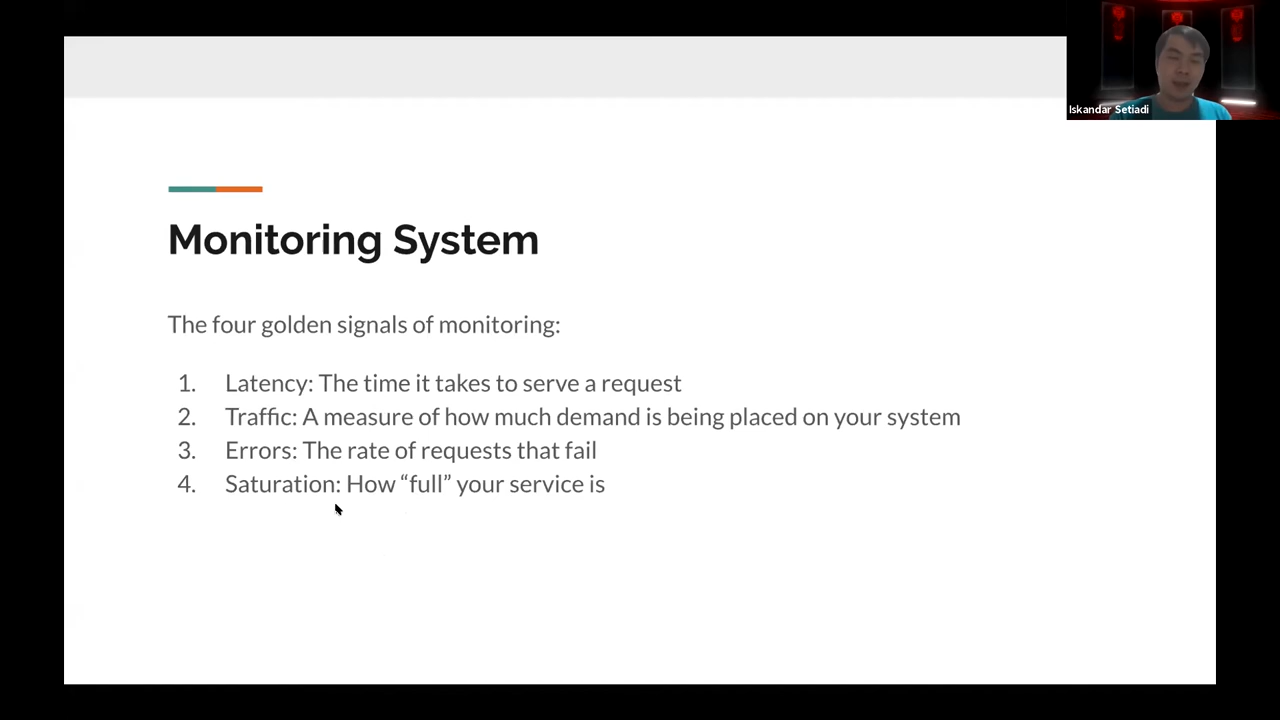 Iskandar Setiadi
Monitoring System
The four golden signals of monitoring:
1. Latency: The time it takes to serve a request
2. Traffic: A measure of how much demand is being placed on your system
3. Errors: The rate of requests that fail
4. Saturation: How “full” your service is